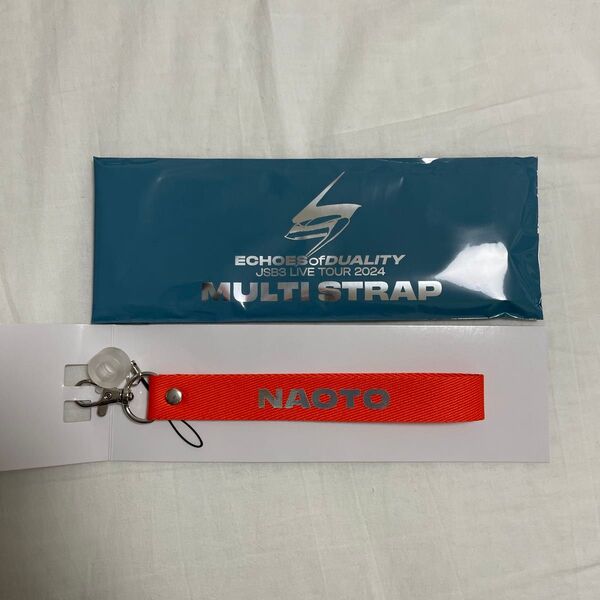 ECHOES of DUALITY
JSB3 LIVE TOUR 2024
MULTI STRAP
NAOTO